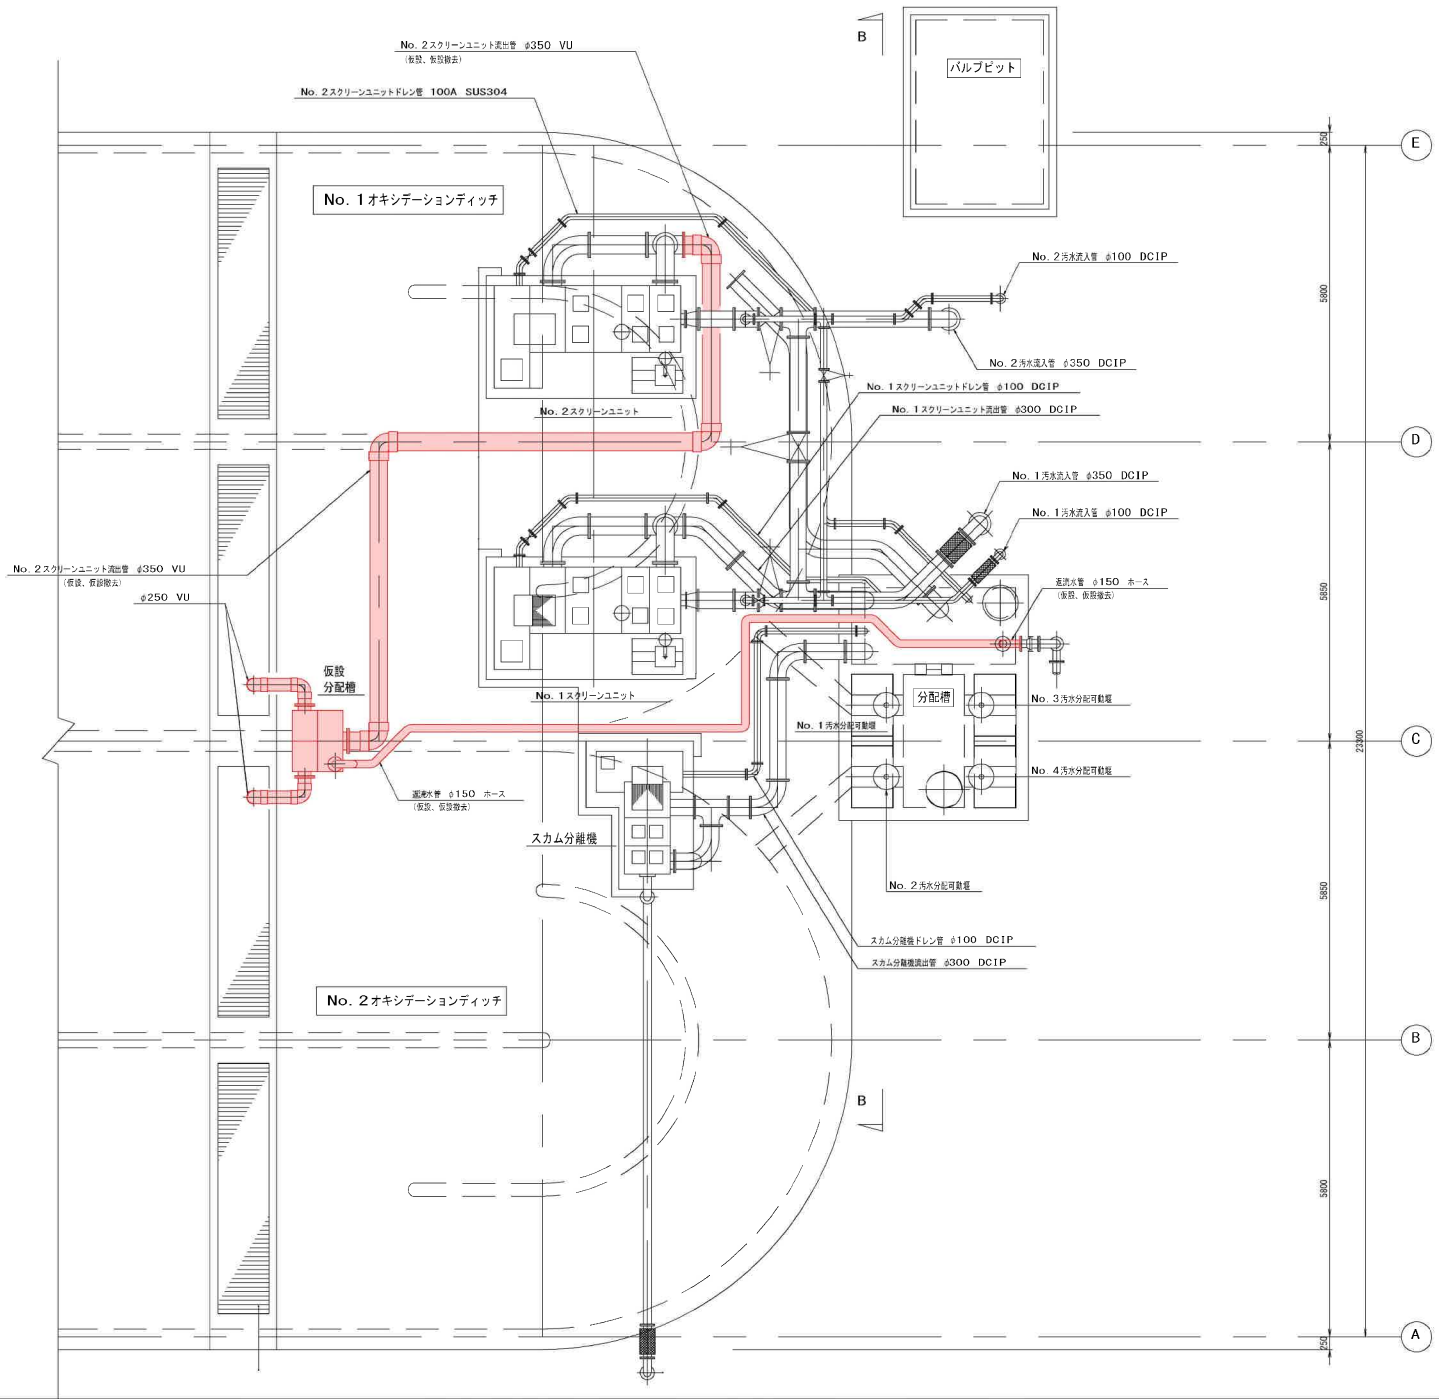 No. 2スクリーンユニット流出管 φ350 VU
(仮設、仮設撤去)
No. 2スクリーンユニットドレン管 100A SUS304
B
バルブピット
E
250
No. 1オキシデーションディッチ
No. 2汚水流入管 φ100 DCIP
5800
No. 2汚水流入管 φ350 DCIP
No. 1スクリーンユニットドレン管 φ100 DCIP
No. 1スクリーンユニット流出管 φ300 DCIP
No. 2スクリーンユニット
D
No. 1汚水流入管 φ350 DCIP
No. 1汚水流入管 φ100 DCIP
No. 2スクリーンユニット流出管 φ350 VU
(仮設、仮設撤去)
返流水管 φ150 ホース
(仮設、仮設撤去)
φ250 VU
5850
仮設
分配槽
No. 1スクリーンユニット
分配槽
No. 3汚水分配可動堰
No. 1汚水分配可動堰
C
23300
No. 4汚水分配可動堰
返流水管 φ150 ホース
(仮設、仮設撤去)
スカム分離機
No. 2汚水分配可動堰
5850
スカム分離機ドレン管 φ100 DCIP
スカム分離機流出管 φ300 DCIP
No. 2オキシデーションディッチ
B
B
5800
A
250